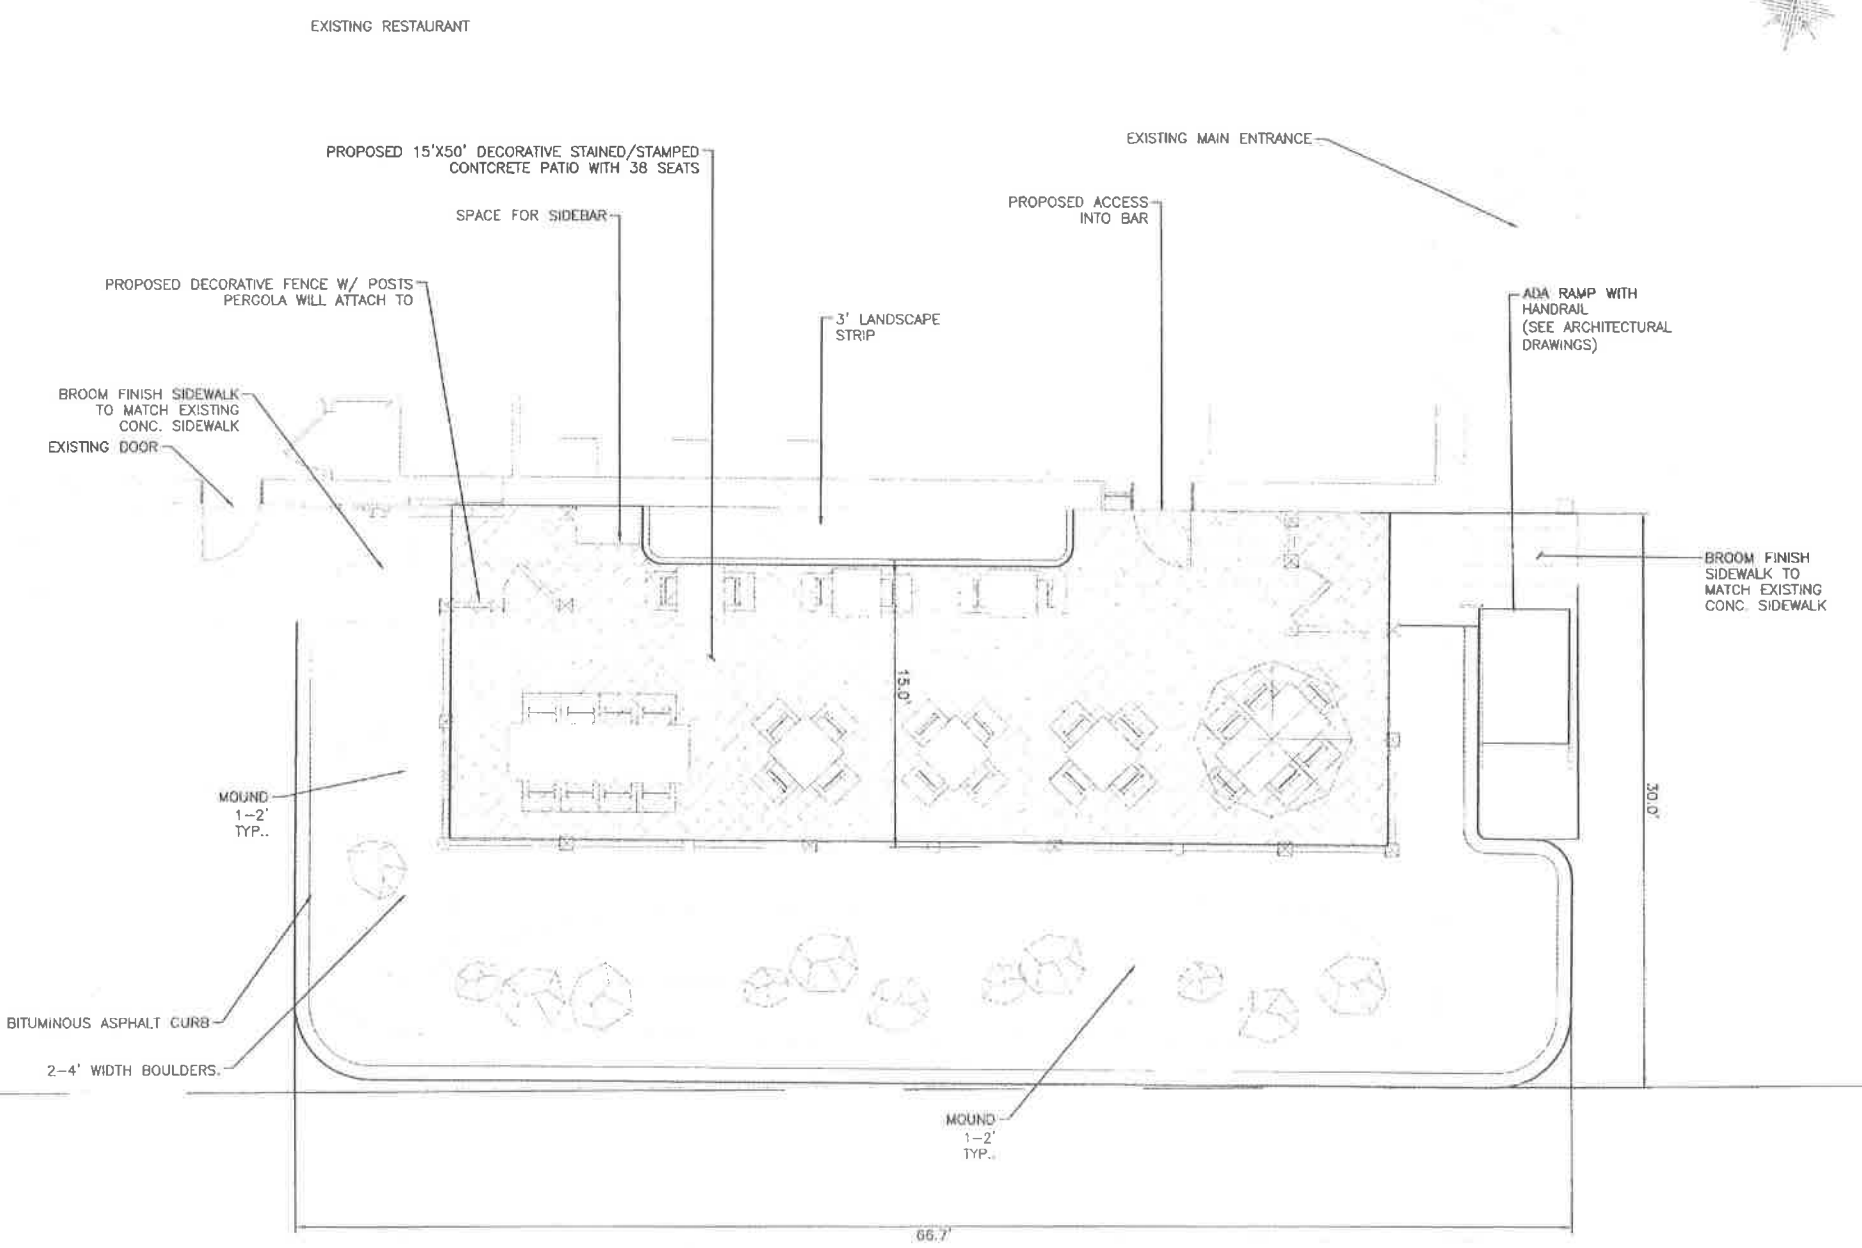 EXISTING RESTAURANT
EXISTING MAIN ENTRANCE
PROPOSED 15'X50' DECORATIVE STAINED/STAMPED
CONTCRETE PATIO WITH 38 SEATS
PROPOSED ACCESS
INTO BAR
SPACE FOR SIDEBAR
PROPOSED DECORATIVE FENCE W/ POSTS
PERGOLA WILL ATTACH TO
ADA RAMP WITH
HANDRAIL
(SEE ARCHITECTURAL
DRAWINGS)
3' LANDSCAPE
STRIP
BROOM FINISH SIDEWALK
TO MATCH EXISTING
CONC. SIDEWALK
EXISTING DOOR
BROOM FINISH
SIDEWALK TO
MATCH EXISTING
CONC. SIDEWALK
15.0'
MOUND
1-2'
TYP..
30.0'
BITUMINOUS ASPHALT CURB
2-4' WIDTH BOULDERS.
MOUND
1-2'
TYP..
66.7'